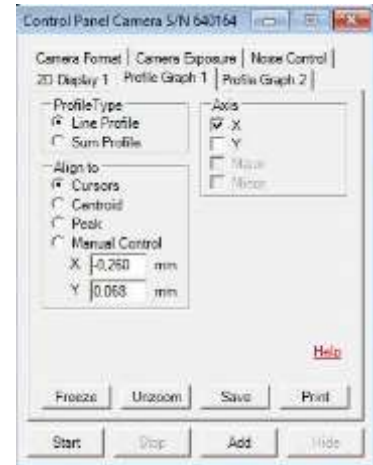 Control Panel Camera S/N 640164
Camera Format Camera Exposure Noise Control
2D Display 1 Profile Graph 1 Profile Graph 2
ProfileType
Line Profile
Sum Profile
Axis
X
Y
Align to
Cursors
Centroid
Peak
Manual Control
X -0.260 mm
Y 0.068 mm
Help
Freeze Unzoom Save Print
Start Stop Add Hide